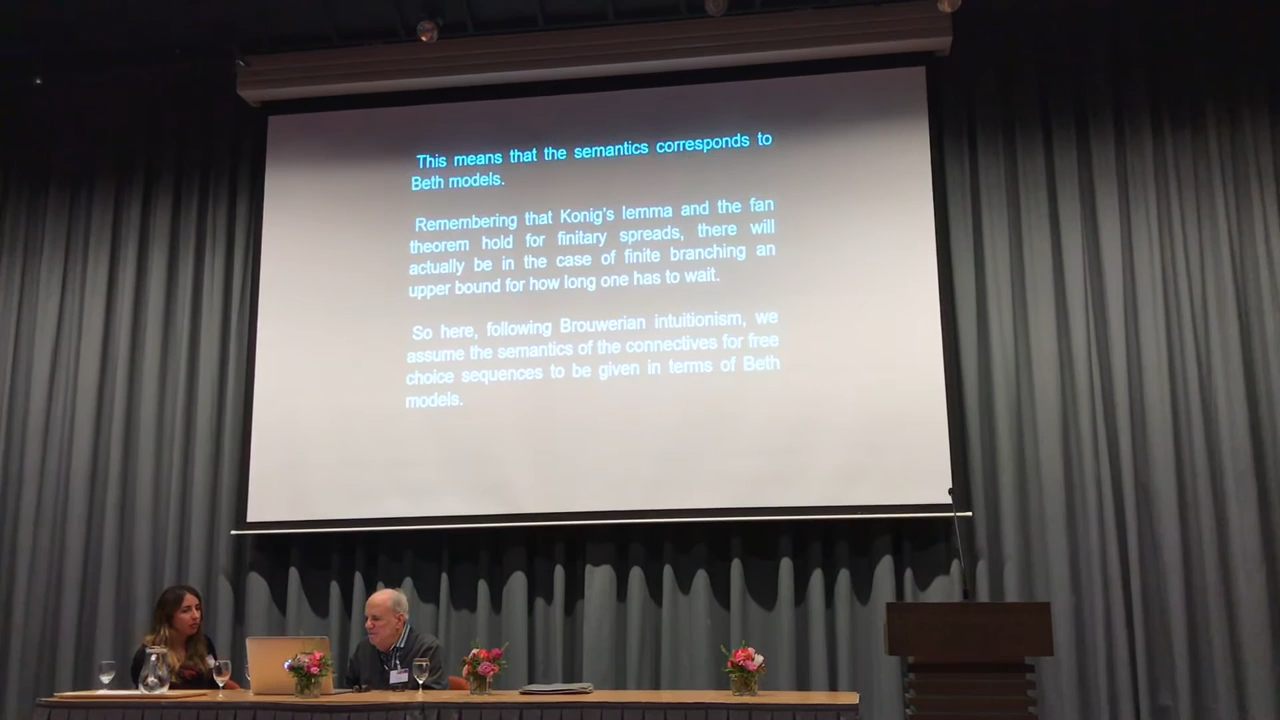 This means that the semantics corresponds to
Beth models.
Remembering that Konig's lemma and the fan
theorem hold for finitary spreads, there will
actually be in the case of finite branching an
upper bound for how long one has to wait.
So here, following Brouwerian intuitionism, we
assume the semantics of the connectives for free
choice sequences to be given in terms of Beth
models.